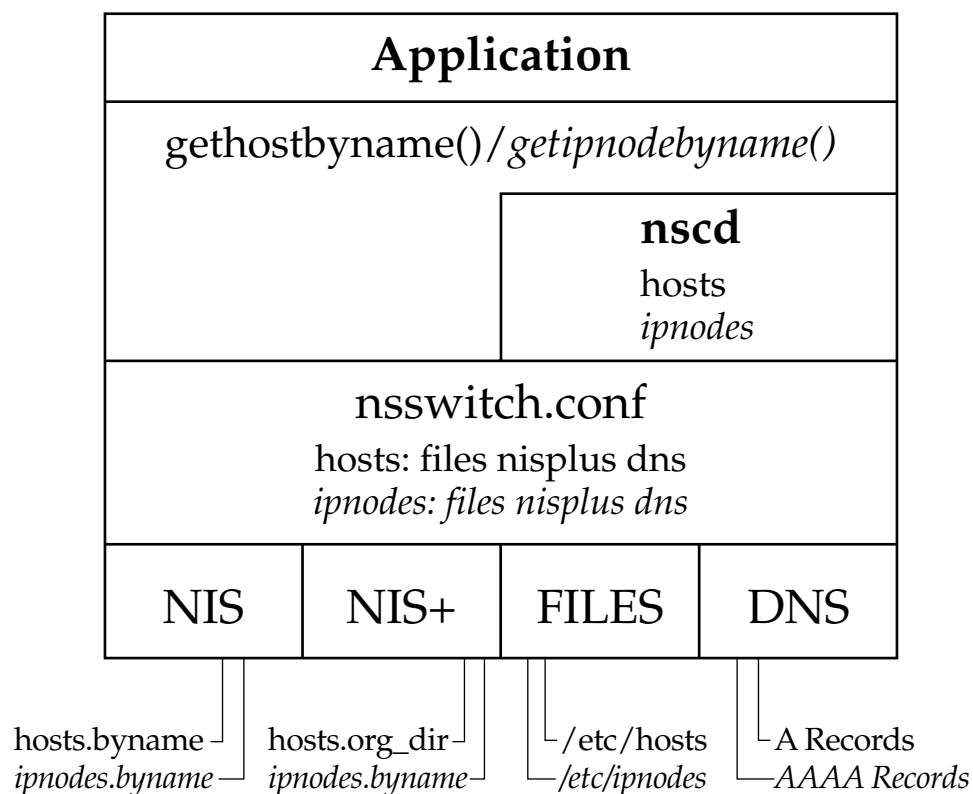 Application
gethostbyname()/getipnodebyname()
nscd
hosts
ipnodes
nsswitch.conf
hosts: files nisplus dns
ipnodes: files nisplus dns
NIS NIS+ FILES DNS
hosts.byname hosts.org_dir /etc/hosts A Records
ipnodes.byname ipnodes.byname /etc/ipnodes AAAA Records